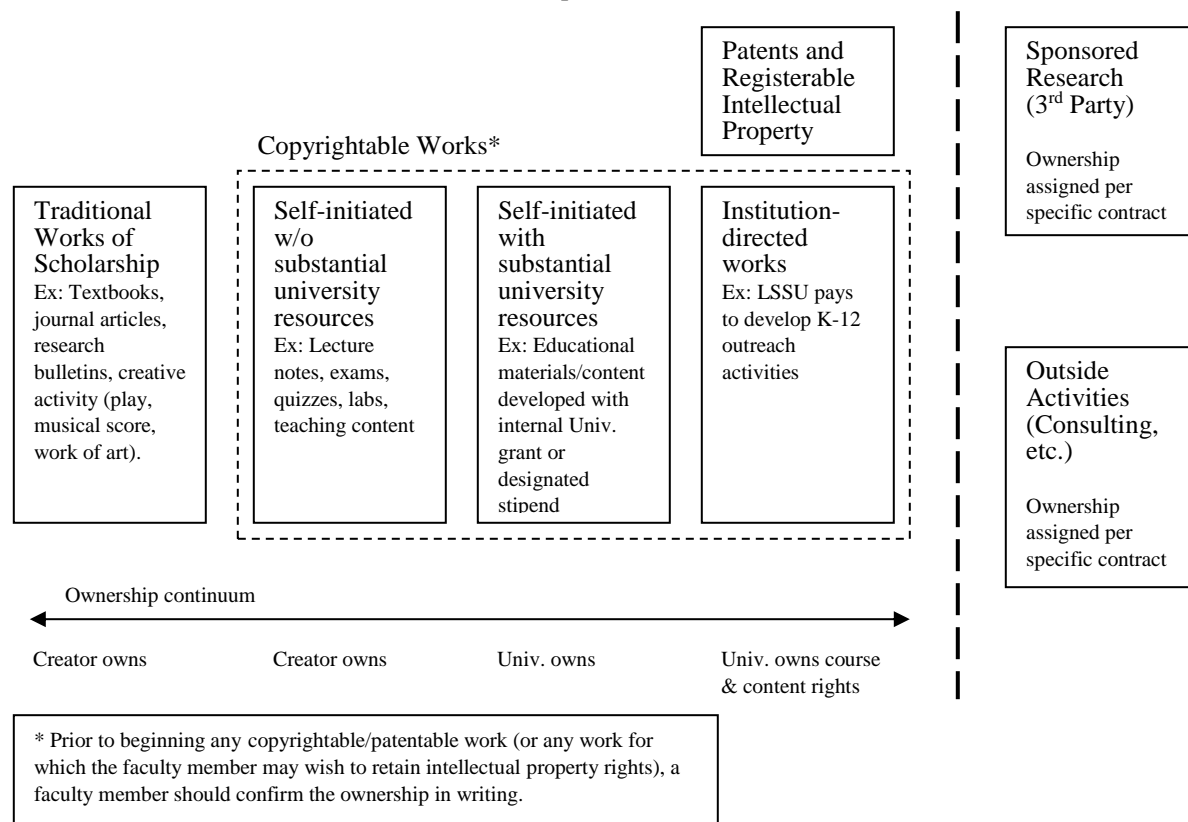 Patents and
Registerable
Intellectual
Property
Sponsored
Research
(3rd Party)
Ownership
assigned per
specific contract
Copyrightable Works*
Traditional
Works of
Scholarship
Ex: Textbooks,
journal articles,
research
bulletins, creative
activity (play,
musical score,
work of art).
Self-initiated
w/o
substantial
university
resources
Ex: Lecture
notes, exams,
quizzes, labs,
teaching content
Self-initiated
with
substantial
university
resources
Ex: Educational
materials/content
developed with
internal Univ.
grant or
designated
stipend
Institution-
directed
works
Ex: LSSU pays
to develop K-12
outreach
activities
Outside
Activities
(Consulting,
etc.)
Ownership
assigned per
specific contract
Ownership continuum
Creator owns
Creator owns
Univ. owns
Univ. owns course
& content rights
* Prior to beginning any copyrightable/patentable work (or any work for
which the faculty member may wish to retain intellectual property rights), a
faculty member should confirm the ownership in writing.